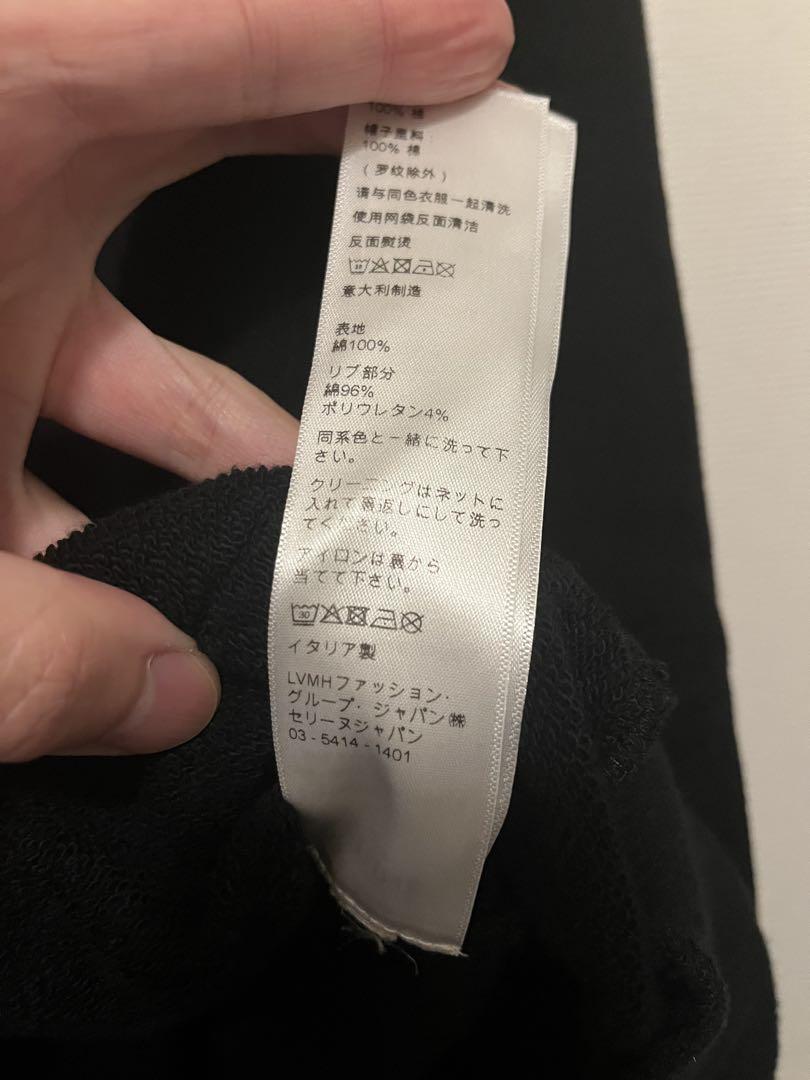 100% 棉
帽子里料
100% 棉
(罗纹除外)
请与同色衣服一起清洗
使用网袋反面清洁
反面熨烫
意大利制造
表地
綿100%
リブ部分
綿96%
ポリウレタン4%
同系色と一緒に洗って下
さい。
クリーニングはネットに
入れて裏返しにして洗っ
てください。
アイロンは裏から
当てて下さい。
30
イタリア製
LVMHファッション・
グループ・ジャパン㈱
セリーヌジャパン
03-5414-1401